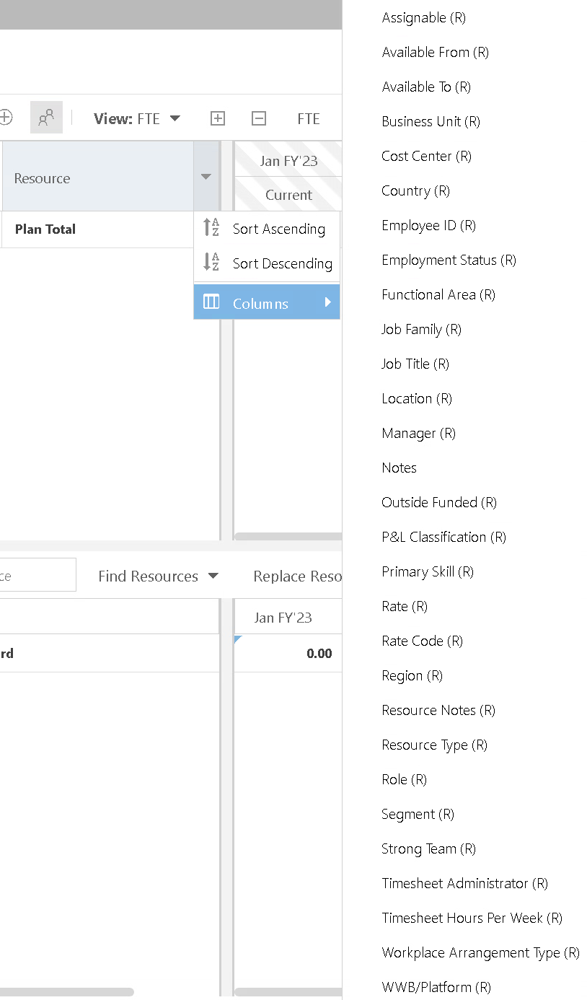 View: FTE
FTE
Resource
Jan FY'23
Current
Plan Total
Sort Ascending
Sort Descending
Columns
Find Resources
Replace Reso
Jan FY'23
rd
0.00
Assignable (R)
Available From (R)
Available To (R)
Business Unit (R)
Cost Center (R)
Country (R)
Employee ID (R)
Employment Status (R)
Functional Area (R)
Job Family (R)
Job Title (R)
Location (R)
Manager (R)
Notes
Outside Funded (R)
P&L Classification (R)
Primary Skill (R)
Rate (R)
Rate Code (R)
Region (R)
Resource Notes (R)
Resource Type (R)
Role (R)
Segment (R)
Strong Team (R)
Timesheet Administrator (R)
Timesheet Hours Per Week (R)
Workplace Arrangement Type (R)
WWB/Platform (R)